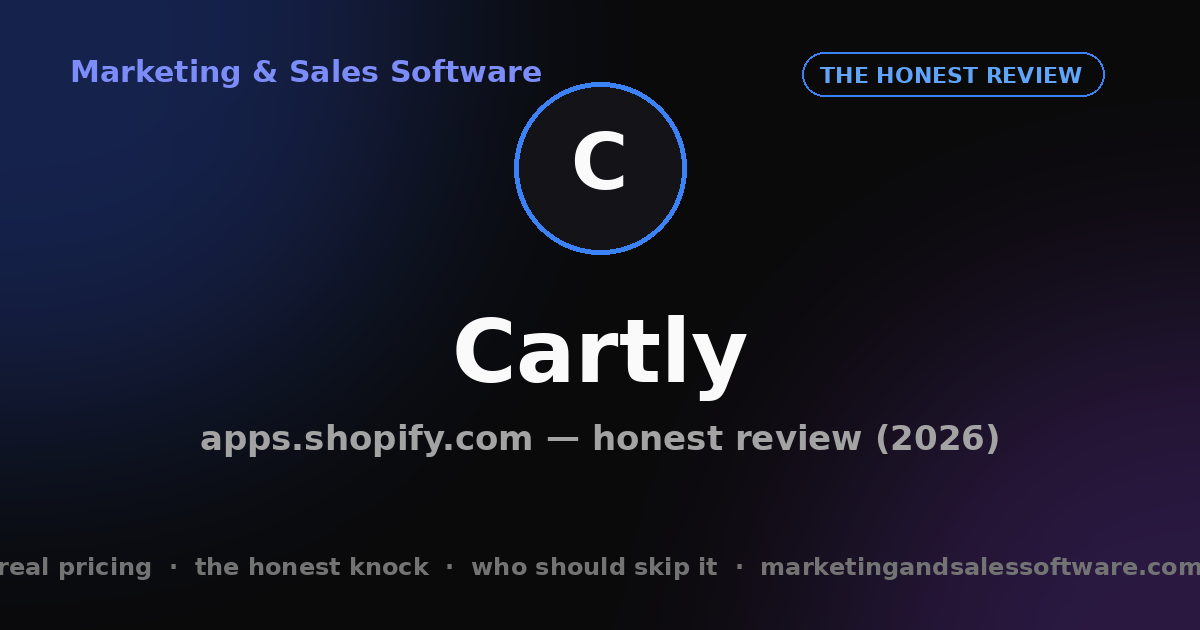 Marketing & Sales Software
THE HONEST REVIEW
C
Cartly
apps.shopify.com — honest review (2026)
real pricing · the honest knock · who should skip it · marketingandsalessoftware.com